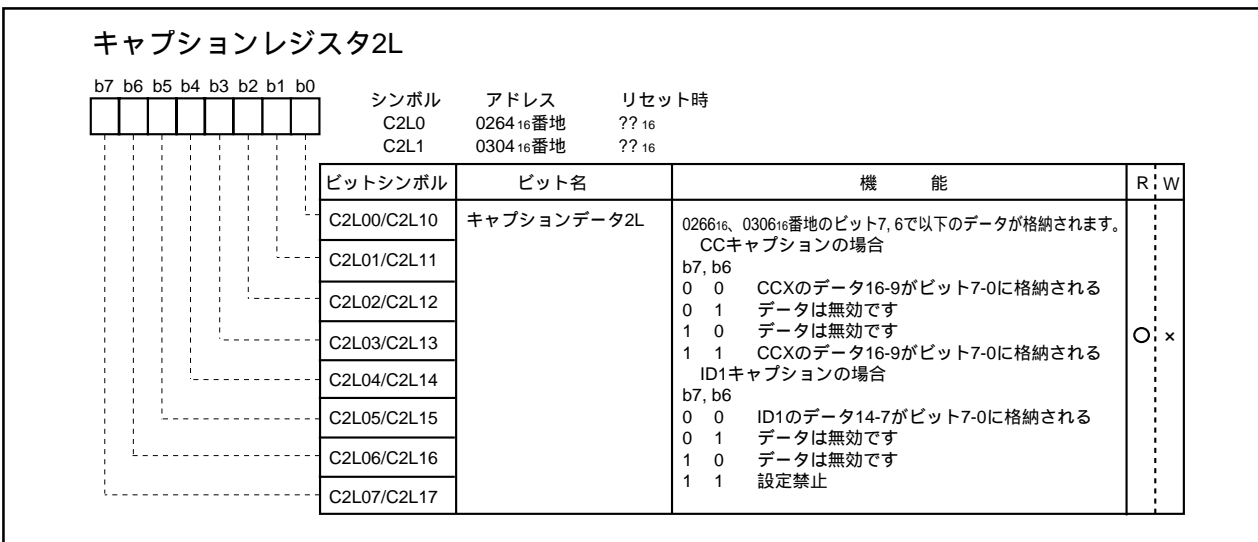 キャプションレジスタ2L
b7 b6 b5 b4 b3 b2 b1 b0
シンボル アドレス リセット時
C2L0 0264 16番地 ?? 16
C2L1 0304 16番地 ?? 16
ビットシンボル ビット名 機 能 R W
C2L00/C2L10 キャプションデータ2L
C2L01/C2L11
C2L02/C2L12
C2L03/C2L13
C2L04/C2L14
C2L05/C2L15
C2L06/C2L16
C2L07/C2L17
026616、030616番地のビット7, 6で以下のデータが格納されます。
CCキャプションの場合
b7, b6
0 0 CCXのデータ16-9がビット7-0に格納される
0 1 データは無効です
1 0 データは無効です
1 1 CCXのデータ16-9がビット7-0に格納される
ID1キャプションの場合
b7, b6
0 0 ID1のデータ14-7がビット7-0に格納される
0 1 データは無効です
1 0 データは無効です
1 1 設定禁止
○ ×